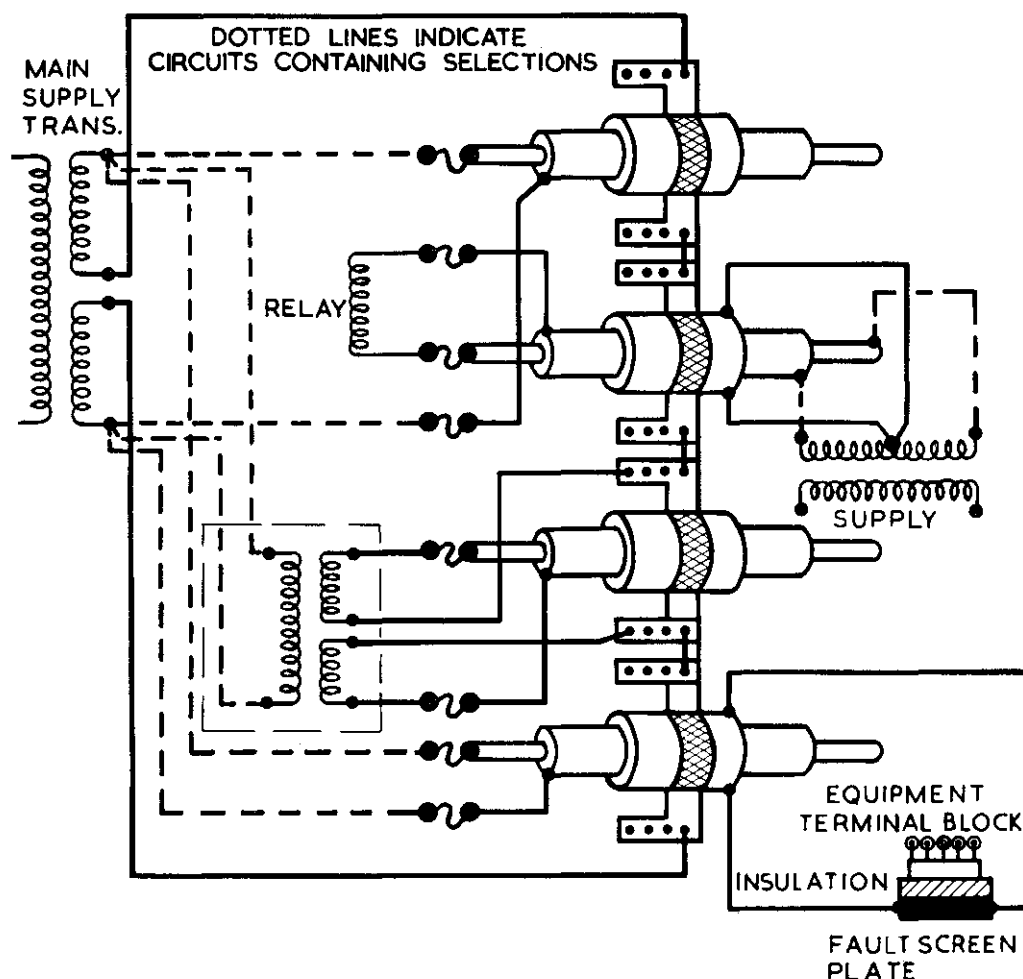 DOTTED LINES INDICATE
CIRCUITS CONTAINING SELECTIONS
MAIN
SUPPLY
TRANS.
RELAY
SUPPLY
EQUIPMENT
TERMINAL BLOCK
INSULATION
FAULT SCREEN
PLATE